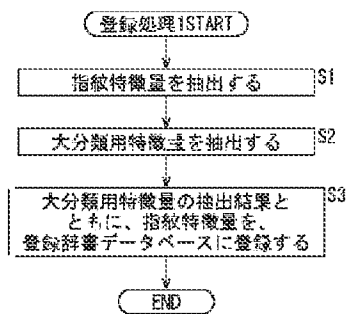 登録処理1START
指紋特徴量を抽出する
S1
大分類用特徴量を抽出する
S2
大分類用特徴量の抽出結果と
ともに、指紋特徴量を、
登録辞書データベースに登録する
S3
END